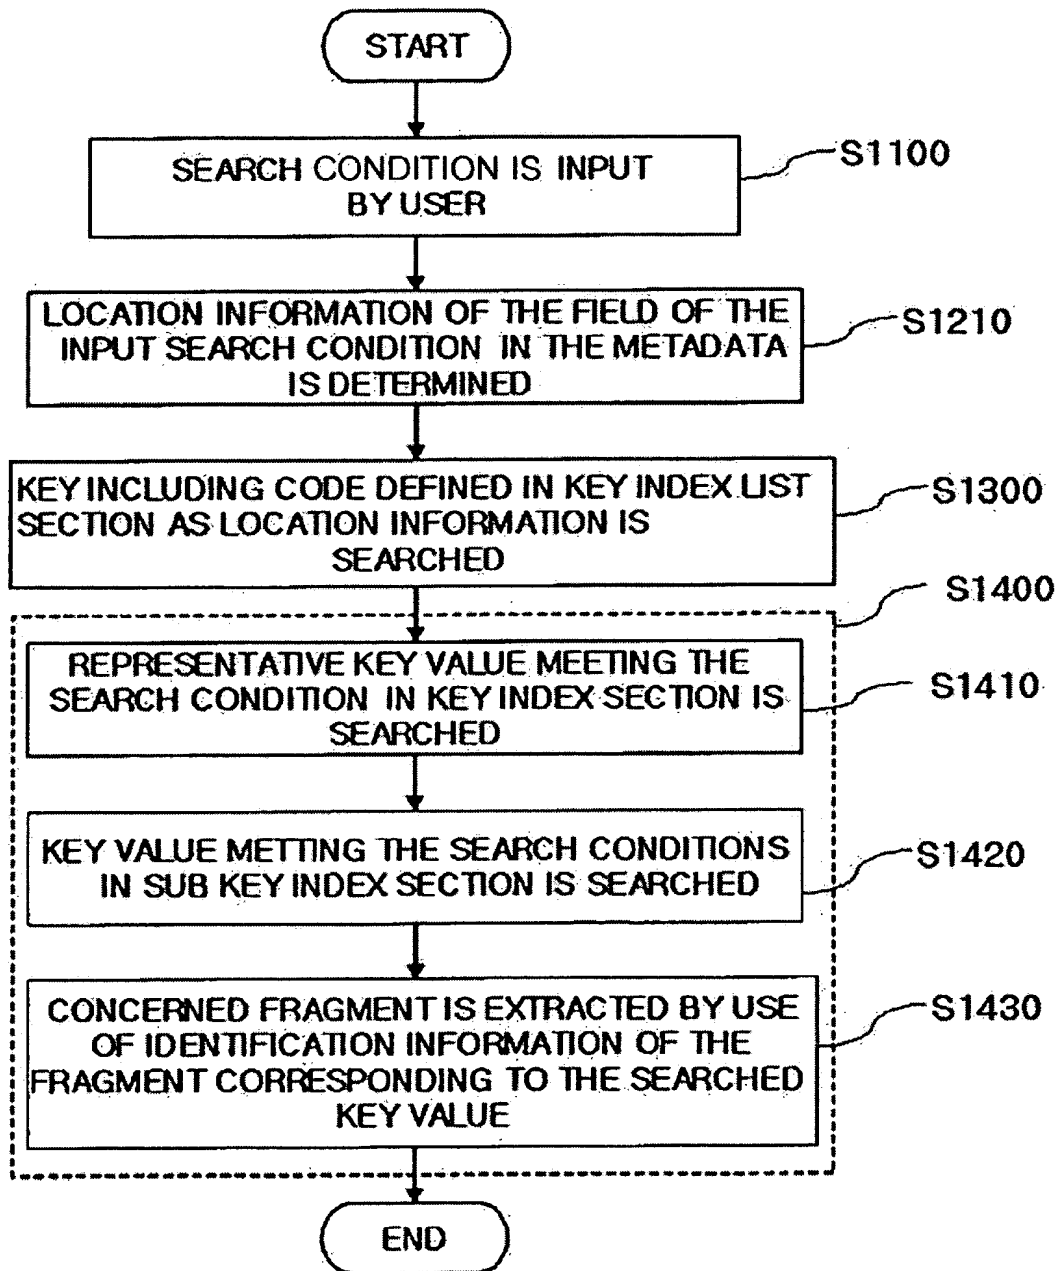 START
SEARCH CONDITION IS INPUT
BY USER
S1100
LOCATION INFORMATION OF THE FIELD OF THE
INPUT SEARCH CONDITION IN THE METADATA
IS DETERMINED
S1210
KEY INCLUDING CODE DEFINED IN KEY INDEX LIST
SECTION AS LOCATION INFORMATION IS
SEARCHED
S1300
S1400
REPRESENTATIVE KEY VALUE MEETING THE
SEARCH CONDITION IN KEY INDEX SECTION IS
SEARCHED
S1410
KEY VALUE METTING THE SEARCH CONDITIONS
IN SUB KEY INDEX SECTION IS SEARCHED
S1420
CONCERNED FRAGMENT IS EXTRACTED BY USE
OF IDENTIFICATION INFORMATION OF THE
FRAGMENT CORRESPONDING TO THE SEARCHED
KEY VALUE
S1430
END